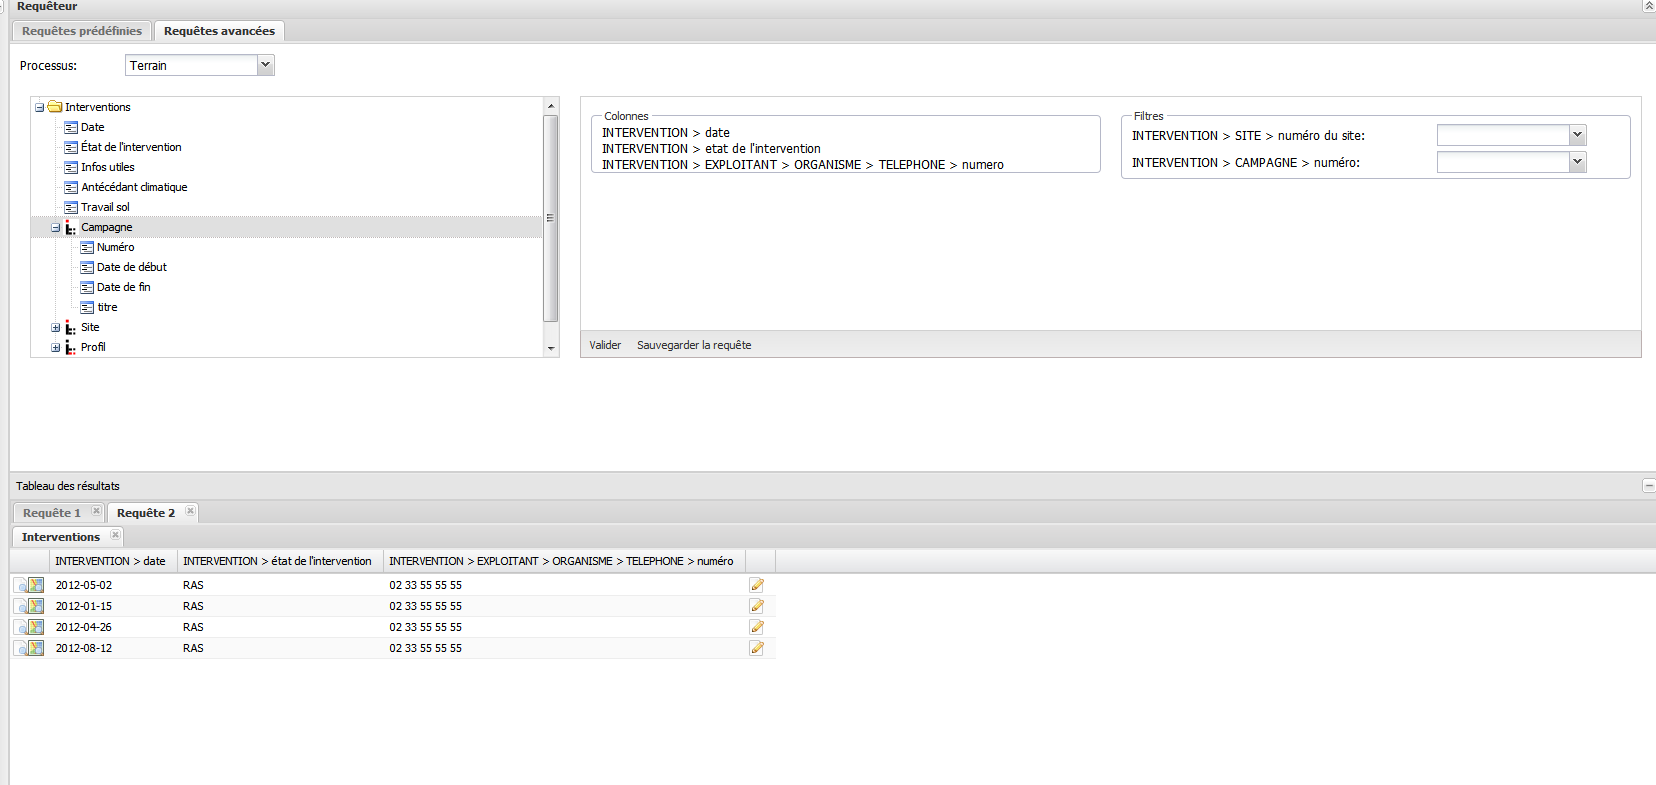 Requêteur
Requêtes prédéfinies Requêtes avancées
Processus: Terrain
Interventions
Date
État de l'intervention
Infos utiles
Antécédant climatique
Travail sol
Campagne
Numéro
Date de début
Date de fin
titre
Site
Profil
Colonnes
INTERVENTION > date
INTERVENTION > etat de l'intervention
INTERVENTION > EXPLOITANT > ORGANISME > TELEPHONE > numero
Filtres
INTERVENTION > SITE > numéro du site:
INTERVENTION > CAMPAGNE > numéro:
Valider Sauvegarder la requête
Tableau des résultats
Requête 1 Requête 2
Interventions
INTERVENTION > date INTERVENTION > état de l'intervention INTERVENTION > EXPLOITANT > ORGANISME > TELEPHONE > numéro
2012-05-02 RAS 02 33 55 55 55
2012-01-15 RAS 02 33 55 55 55
2012-04-26 RAS 02 33 55 55 55
2012-08-12 RAS 02 33 55 55 55